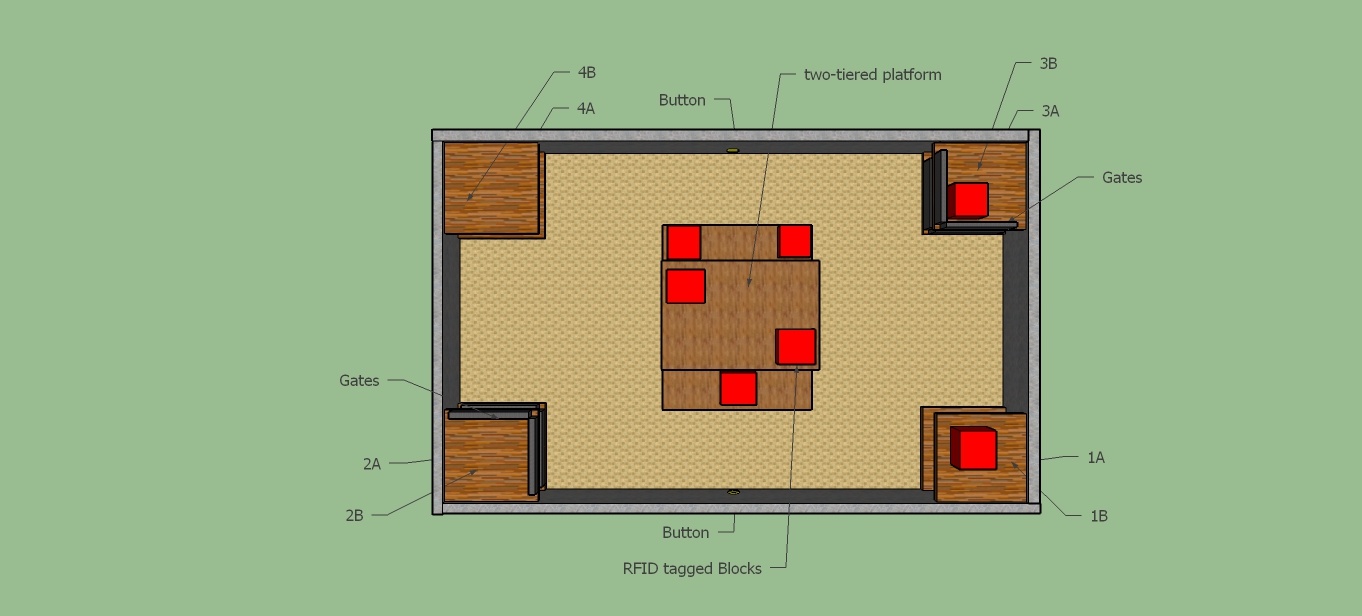 3B
4B
two-tiered platform
Button
4A
3A
Gates
Gates
2A
1A
2B
1B
Button
RFID tagged Blocks